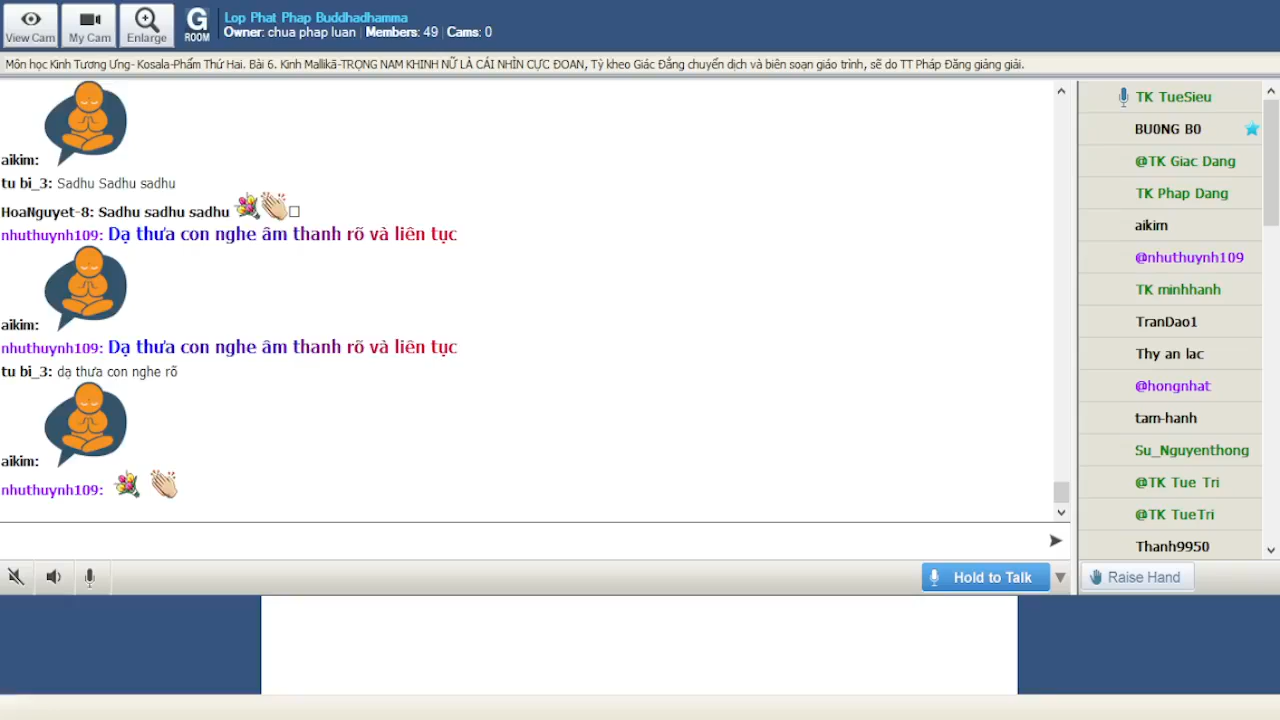 View Cam
My Cam
Enlarge
G
ROOM
Lop Phat Phap Buddhadhamma
Owner: chua phap luan | Members: 49 | Cams: 0
Môn học Kinh Tương Ưng- Kosala-Phẩm Thứ Hai. Bài 6. Kinh Mallikā-TRỌNG NAM KHINH NỮ LÀ CÁI NHÌN CỰC ĐOAN, Tỳ kheo Giác Đẳng chuyển dịch và biên soạn giáo trình, sẽ do TT Pháp Đăng giảng giải.
aikim:
tu bi_3: Sadhu Sadhu sadhu
HoaNguyet-8: Sadhu sadhu sadhu
nhuthuynh109: Dạ thưa con nghe âm thanh rõ và liên tục
aikim:
nhuthuynh109: Dạ thưa con nghe âm thanh rõ và liên tục
tu bi_3: dạ thưa con nghe rõ
aikim:
nhuthuynh109:
TK TueSieu
BU0NG B0
@TK Giac Dang
TK Phap Dang
aikim
@nhuthuynh109
TK minhhanh
TranDao1
Thy an lac
@hongnhat
tam-hanh
Su_Nguyenthong
@TK Tue Tri
@TK TueTri
Thanh9950
Hold to Talk
Raise Hand